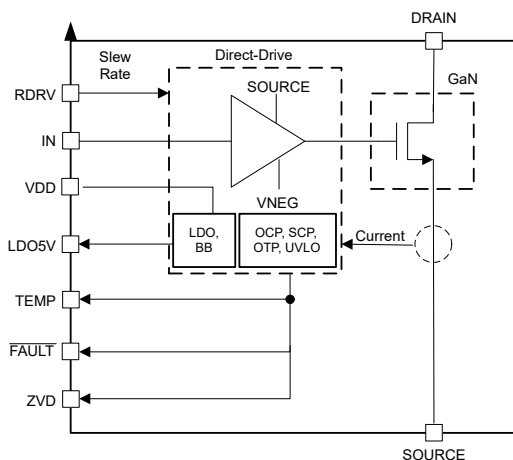 DRAIN
Slew
Rate
Direct-Drive
SOURCE
GaN
RDRV
IN
VDD
VNEG
LDO,
BB
OCP, SCP,
OTP, UVLO
Current
LDO5V
TEMP
FAULT
ZVD
SOURCE